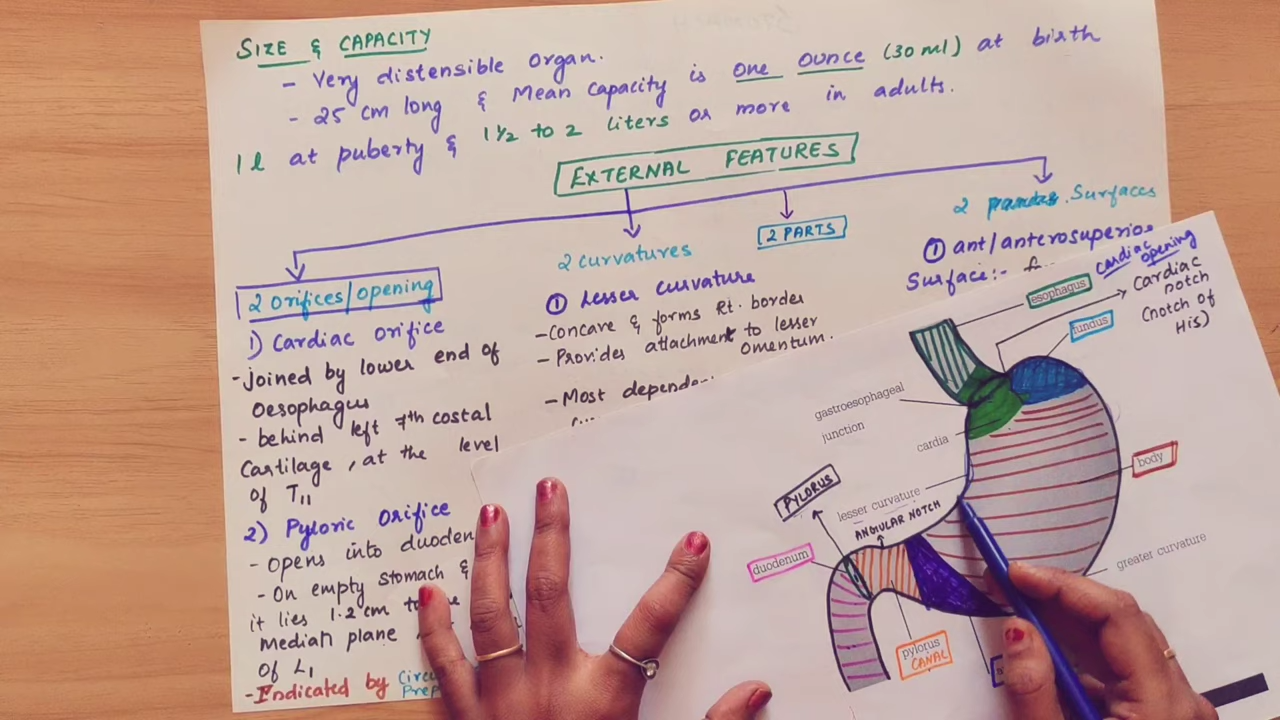 SIZE & CAPACITY
- Very distensible organ.
- 25 cm long & Mean Capacity is one ounce (30 ml) at birth
1 l at puberty & 1½ to 2 liters or more in adults.
EXTERNAL FEATURES
2 orifices/opening
1) Cardiac orifice
- joined by lower end of
Oesophagus
- behind left 7th costal
Cartilage, at the level
of T11
2) Pyloric Orifice
- opens into duoden
- On empty stomach &
it lies 1.2 cm to
median plane
of L1
- Indicated by Circ
Prep
2 curvatures
① Lesser curvature
- Concave & forms Rt. border
- Provides attachment to lesser
omentum.
- Most depende
2 PARTS
2 Surfaces
① ant/anterosuperior
Surface:-
Cardiac
opening
esophagus
Cardiac
notch
(notch of
His)
fundus
gastroesophageal
junction
cardia
body
PYLORUS
lesser curvature
ANGULAR NOTCH
duodenum
greater curvature
pylorus
CANAL